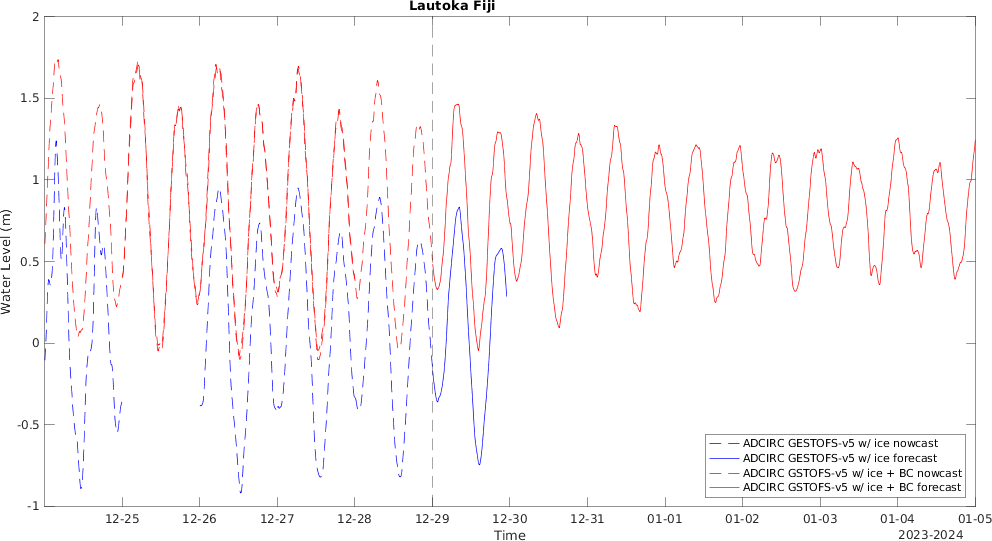 Lautoka Fiji
2
1.5
1
0.5
0
-0.5
-1
Water Level (m)
ADCIRC GESTOFS-v5 w/ ice nowcast
ADCIRC GESTOFS-v5 w/ ice forecast
ADCIRC GSTOFS-v5 w/ ice + BC nowcast
ADCIRC GSTOFS-v5 w/ ice + BC forecast
12-25 12-26 12-27 12-28 12-29 12-30 12-31 01-01 01-02 01-03 01-04 01-05
Time
2023-2024